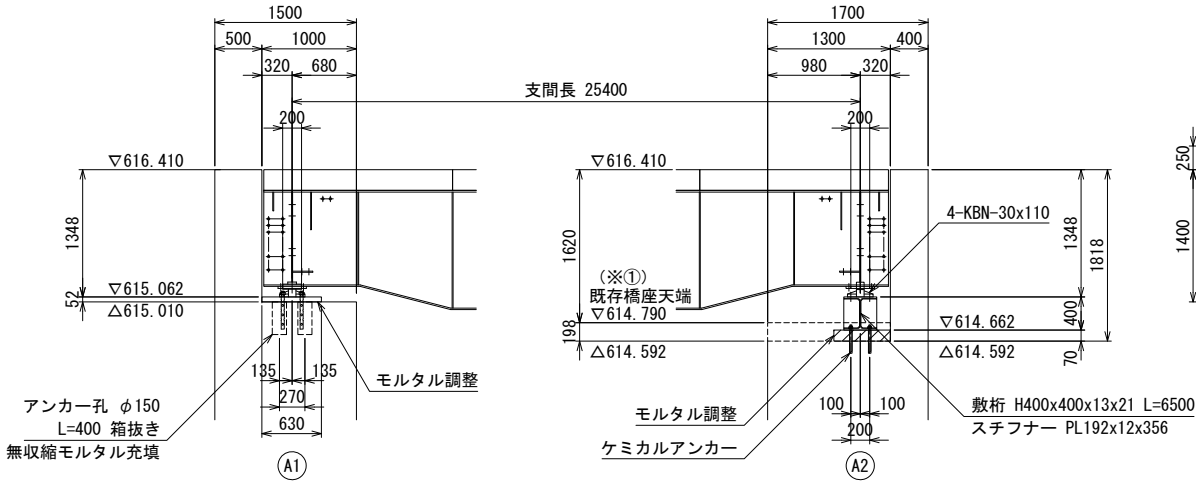 1500
500
1000
320
680
200
支間長 25400
1700
1300
400
980
320
200
▽616.410
1348
▽615.062
52
△615.010
135
135
270
630
モルタル調整
アンカー孔 φ150
L=400 箱抜き
無収縮モルタル充填
A1
▽616.410
1620
(※①)
既存橋座天端
▽614.790
198
△614.592
4-KBN-30x110
1348
1818
250
1400
▽614.662
400
△614.592
70
モルタル調整
ケミカルアンカー
100
100
200
敷桁 H400x400x13x21 L=6500
スチフナー PL192x12x356
A2